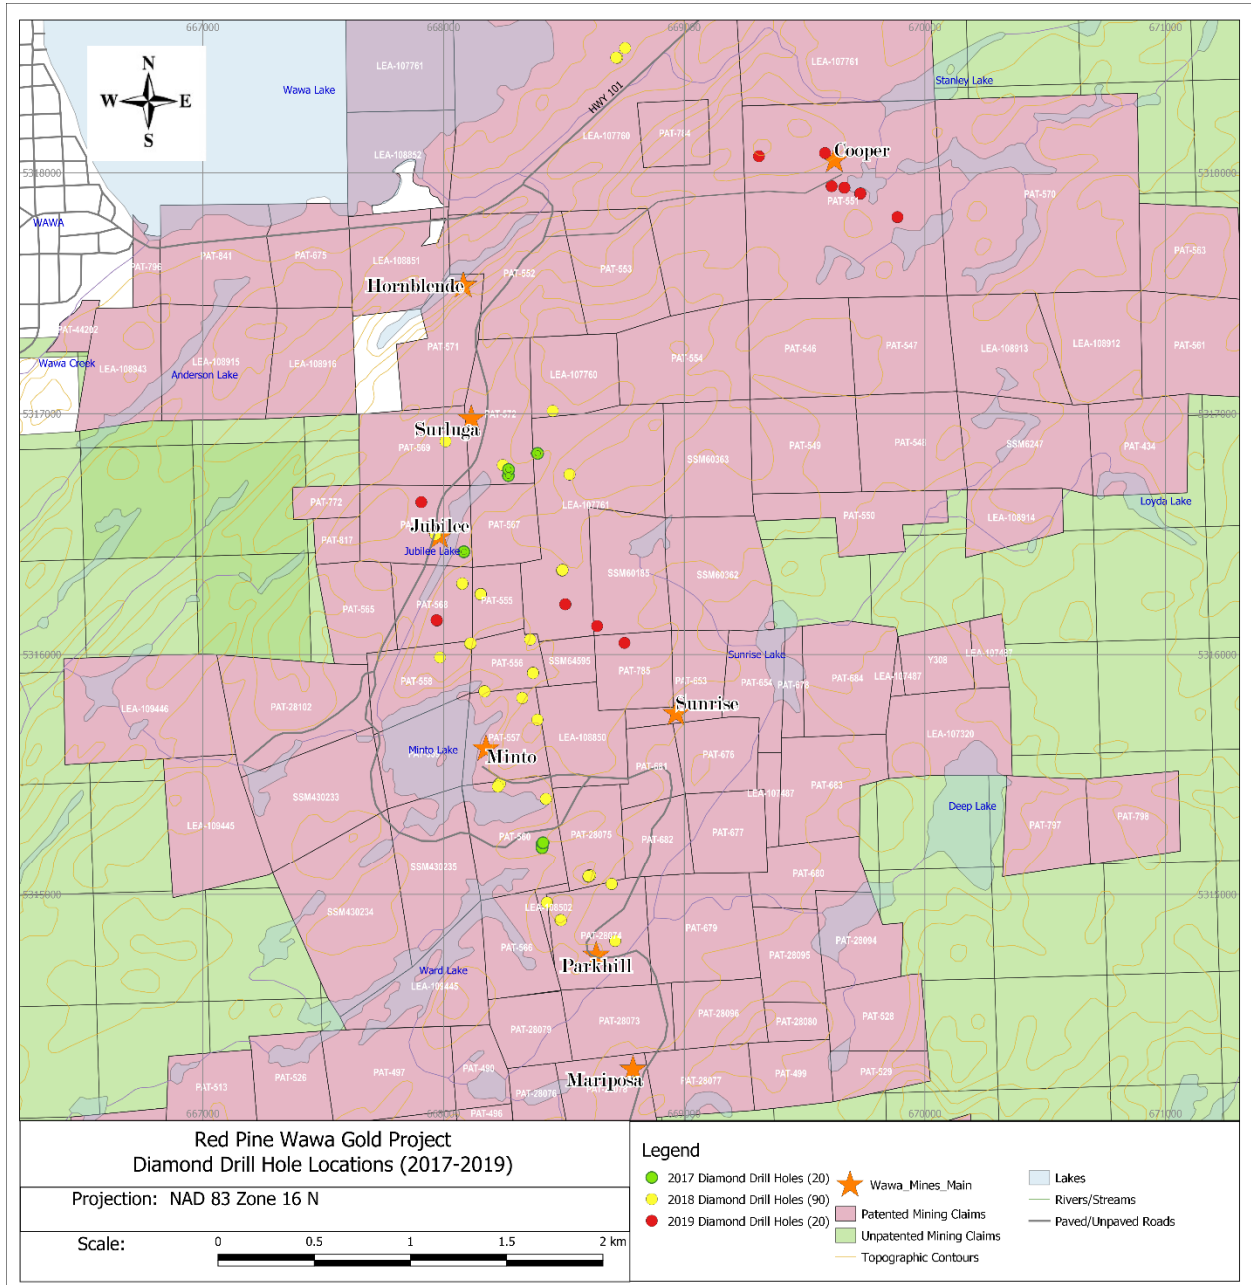 667000
668000
669000
670000
671000
LEA-107761
LEA-107761
Stanley Lake
Wawa Lake
HWY 101
N
W
E
S
LEA-107760
PAT-784
LEA-108852
Cooper
5318000
5318000
PAT-570
PAT-551
WAWA
PAT-796
PAT-841
PAT-675
LEA-108851
PAT-552
PAT-553
PAT-563
Hornblende
PAT-44202
Wawa Creek
LEA-108943
LEA-108915
Anderson Lake
LEA-108916
PAT-571
LEA-107760
PAT-554
PAT-546
PAT-547
LEA-108913
LEA-108912
PAT-561
5317000
5317000
PAT-572
Surluga
PAT-569
SSM60363
PAT-549
PAT-548
SSM6247
PAT-434
PAT-772
LEA-107761
Loyda Lake
PAT-550
LEA-108914
Jubilee
PAT-567
PAT-817
Jubilee Lake
SSM60185
SSM60362
PAT-565
PAT-568
PAT-555
5316000
5316000
PAT-556
SSM64595
PAT-785
PAT-653
Sunrise Lake
PAT-654
PAT-678
PAT-684
LEA-107487
Y308
LEA-107487
PAT-558
LEA-109446
PAT-28102
Sunrise
Minto Lake
PAT-557
Minto
LEA-108850
PAT-681
PAT-676
LEA-107320
SSM430233
LEA-107487
PAT-683
Deep Lake
LEA-109445
PAT-560
PAT-28075
PAT-682
PAT-677
PAT-797
PAT-798
SSM430235
PAT-680
5315000
5315000
SSM430234
LEA-108502
PAT-566
PAT-28074
PAT-679
PAT-28095
PAT-28094
Parkhill
Ward Lake
LEA-109445
PAT-28079
PAT-28073
PAT-28096
PAT-28080
PAT-528
PAT-513
PAT-526
PAT-497
PAT-490
PAT-28076
Mariposa
PAT-28077
PAT-499
PAT-529
PAT-496
667000
668000
669000
670000
671000
Red Pine Wawa Gold Project
Diamond Drill Hole Locations (2017-2019)
Projection: NAD 83 Zone 16 N
Scale:
0 0.5 1 1.5 2 km
Legend
2017 Diamond Drill Holes (20)
2018 Diamond Drill Holes (90)
2019 Diamond Drill Holes (20)
Wawa_Mines_Main
Patented Mining Claims
Unpatented Mining Claims
Topographic Contours
Lakes
Rivers/Streams
Paved/Unpaved Roads